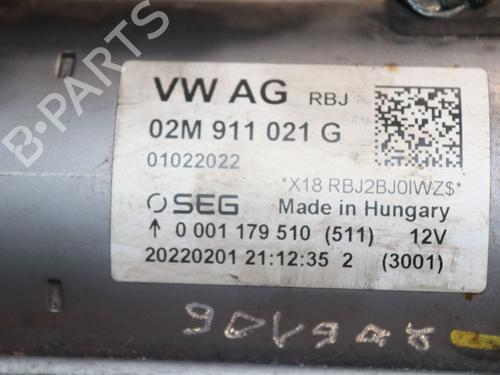 B-PARTS
VW AG RBJ
02M 911 021 G
01022022
*X18 RBJ2BJ0IWZ$*
SEG Made in Hungary
↑ 0 001 179 510 (511) 12V
20220201 21:12:35 2 (3001)